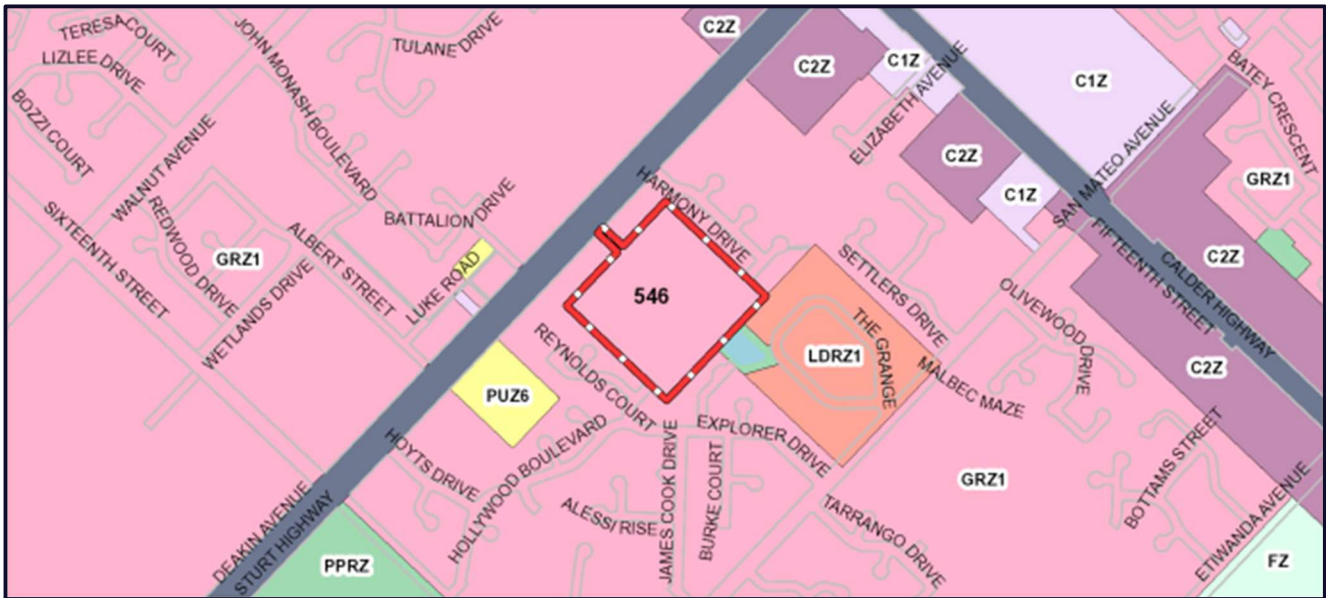 TERESA COURT
LIZLEE DRIVE
BOZZI COURT
JOHN MONASH BOULEVARD
TULANE DRIVE
C2Z
C2Z
C1Z
C1Z
BATEY CRESCENT
ELIZABETH AVENUE
SAN MATEO AVENUE
C2Z
C1Z
GRZ1
WALNUT AVENUE
SIXTEENTH STREET
REDWOOD DRIVE
GRZ1
WETLANDS DRIVE
ALBERT STREET
BATTALION DRIVE
LUKE ROAD
HARMONY DRIVE
546
SETTLERS DRIVE
OLIVEWOOD DRIVE
FIFTEENTH STREET
CALDER HIGHWAY
C2Z
C2Z
REYNOLDS COURT
LDRZ1
THE GRANGE
MALBEC MAZE
PUZ6
HOYTS DRIVE
HOLLYWOOD BOULEVARD
EXPLORER DRIVE
JAMES COOK DRIVE
BURKE COURT
ALESSI RISE
TARRANGO DRIVE
GRZ1
BOTTAMS STREET
ETIWANDA AVENUE
DEAKIN AVENUE
STURT HIGHWAY
PPRZ
FZ